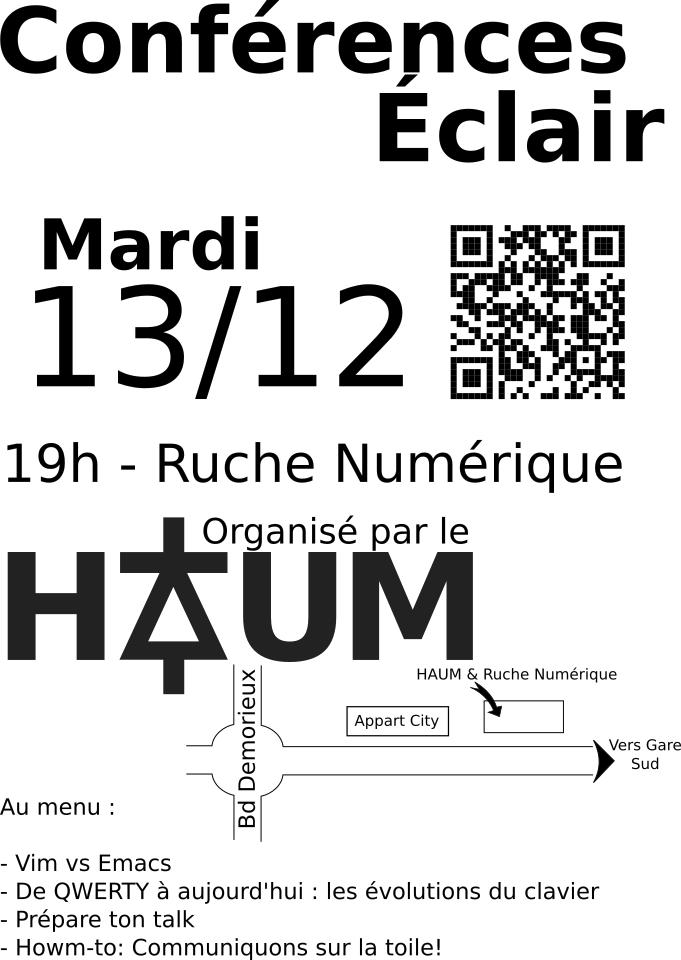 Conférences
Éclair
Mardi
13/12
19h - Ruche Numérique
Organisé par le
HAUM
HAUM & Ruche Numérique
Appart City
Bd Demorieux
Vers Gare
Sud
Au menu :
- Vim vs Emacs
- De QWERTY à aujourd'hui : les évolutions du clavier
- Prépare ton talk
- Howm-to: Communiquons sur la toile!